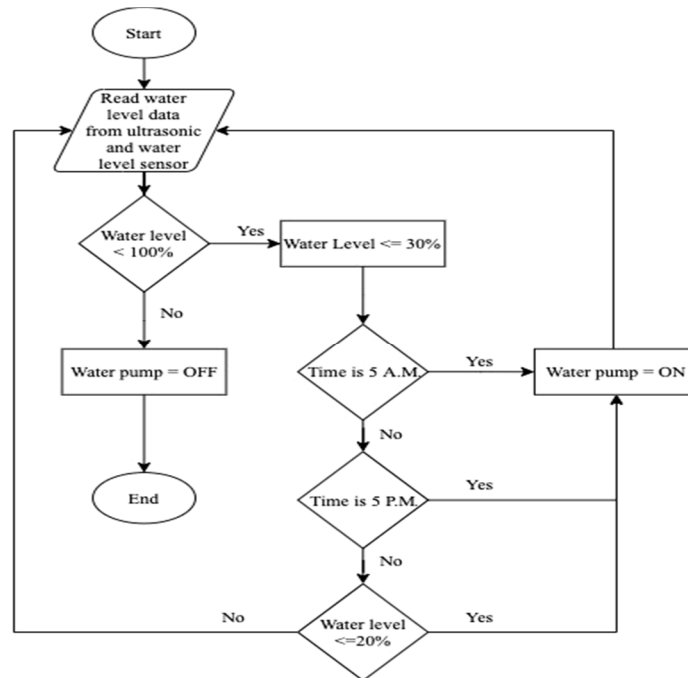 Start
Read water
level data
from ultrasonic
and water
level sensor
Water level
< 100%
Yes
Water Level <= 30%
No
Water pump = OFF
Time is 5 A.M.
Yes
Water pump = ON
No
End
Time is 5 P.M.
Yes
No
Water level
<=20%
No
Yes